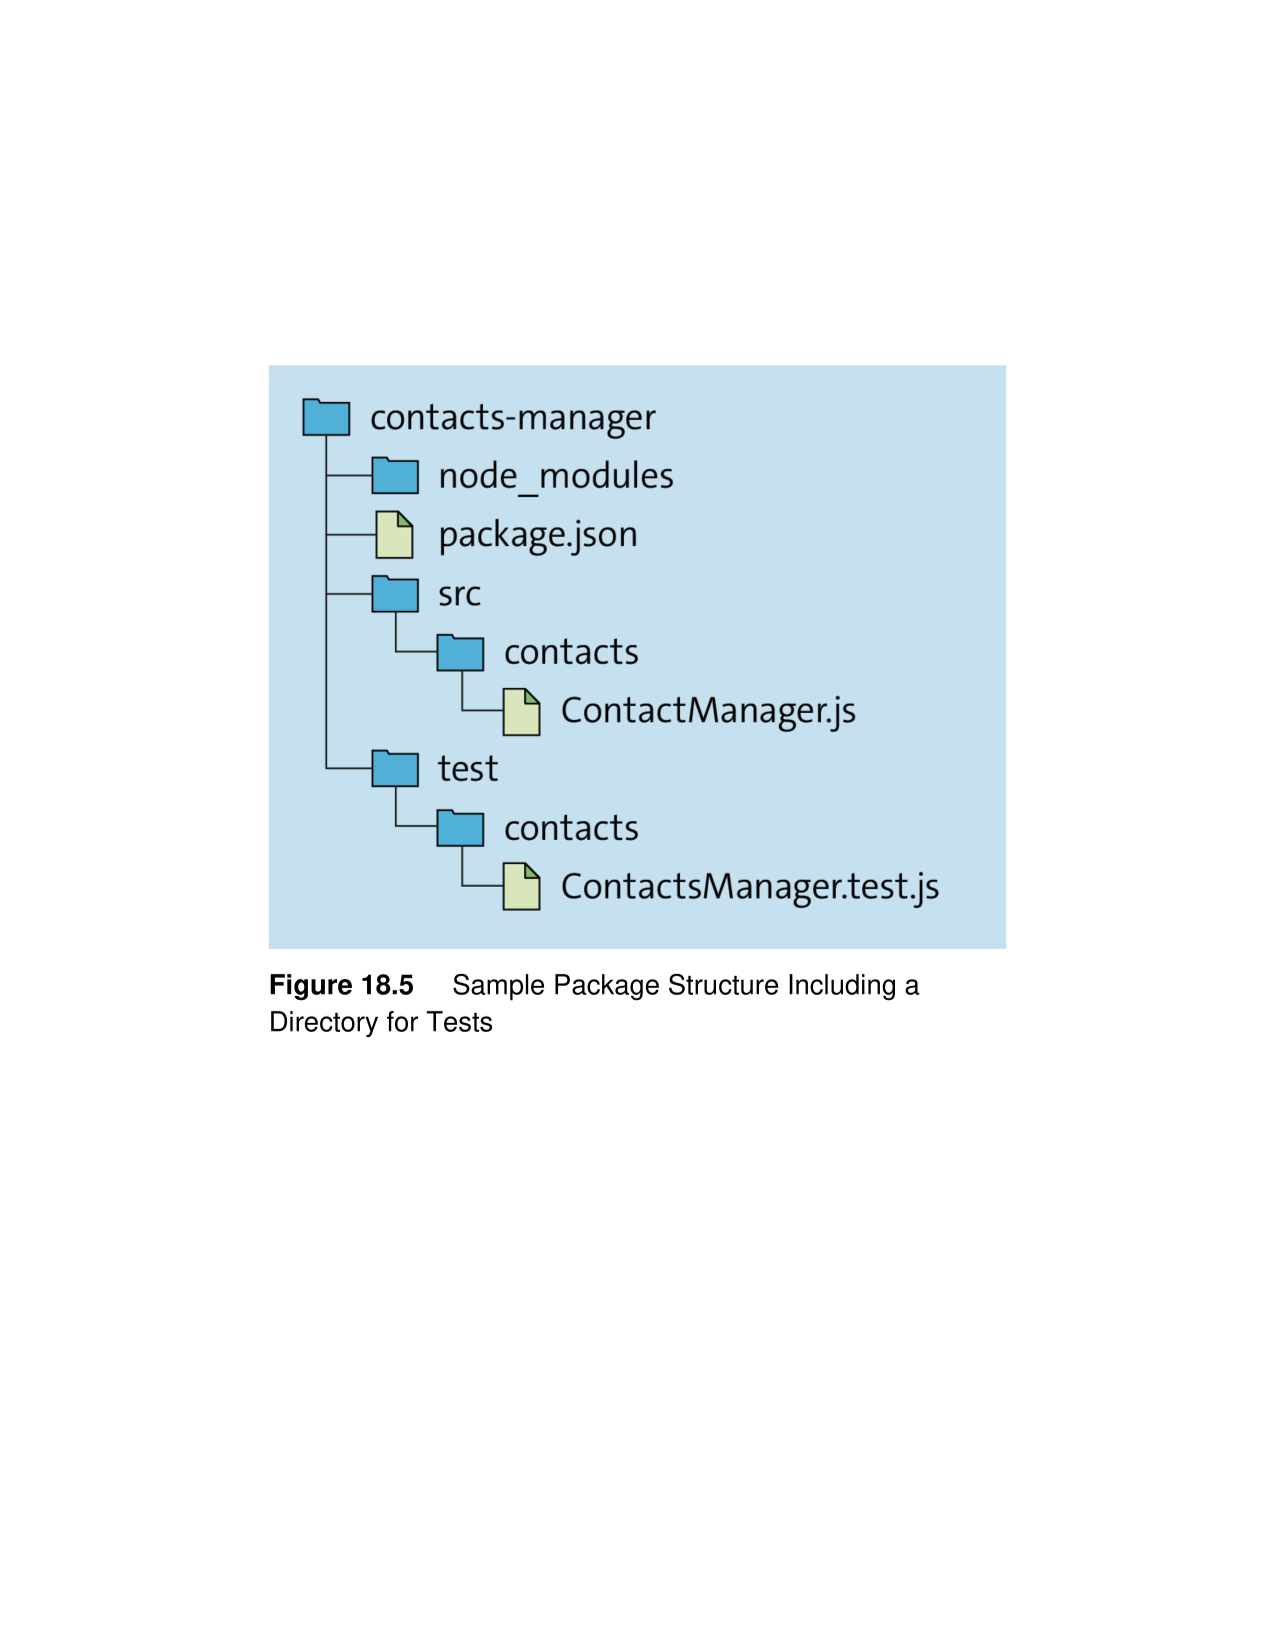 contacts-manager
node_modules
package.json
src
contacts
ContactManager.js
test
contacts
ContactsManager.test.js
Figure 18.5 Sample Package Structure Including a
Directory for Tests